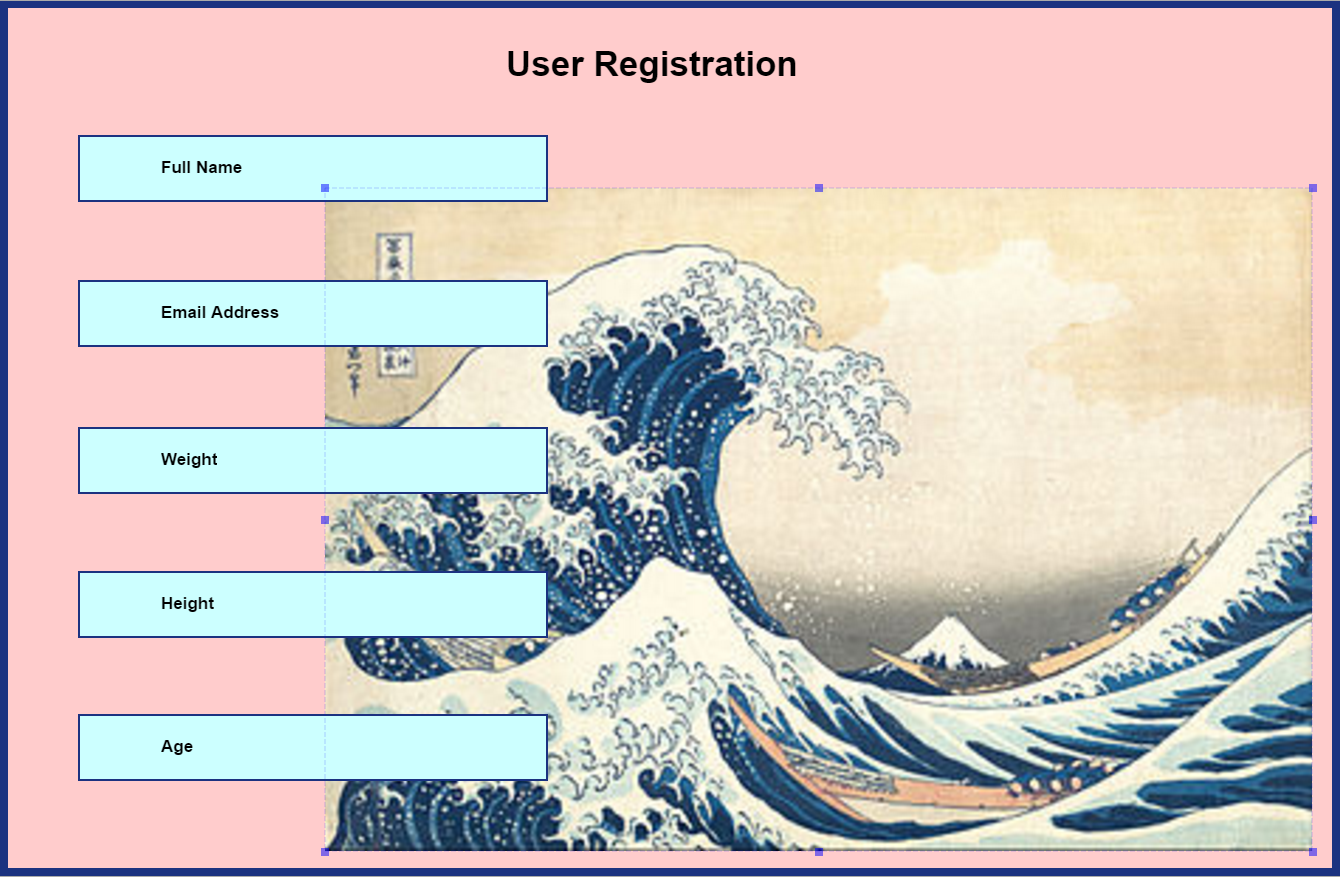 User Registration
Full Name
Email Address
Weight
Height
Age